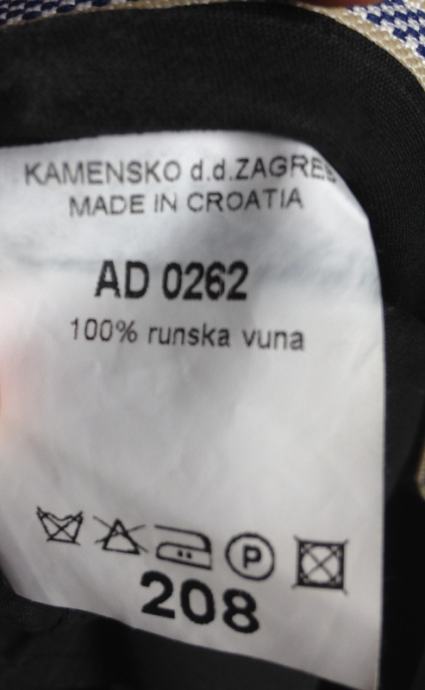 KAMENSKO d.d.ZAGREB
MADE IN CROATIA
AD 0262
100% runska vuna
P
208